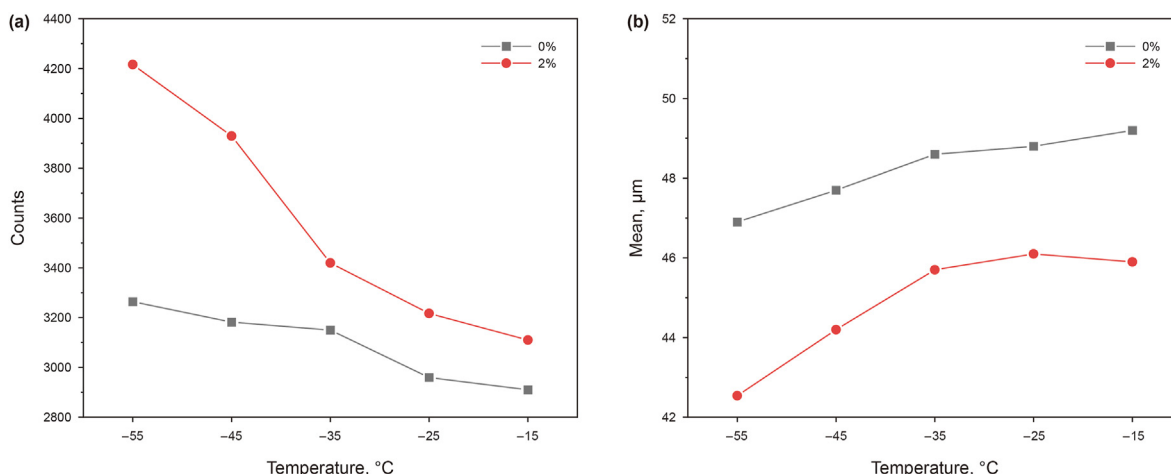 (a)
0%
2%
4400
4200
4000
3800
3600
3400
3200
3000
2800
Counts
–55 –45 –35 –25 –15
Temperature, °C
(b)
0%
2%
52
50
48
46
44
42
Mean, μm
–55 –45 –35 –25 –15
Temperature, °C